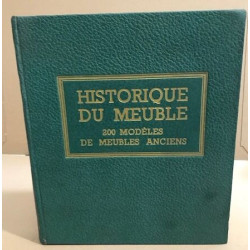 HISTORIQUE
DU MEUBLE
200 MODÈLES
DE MEUBLES ANCIENS